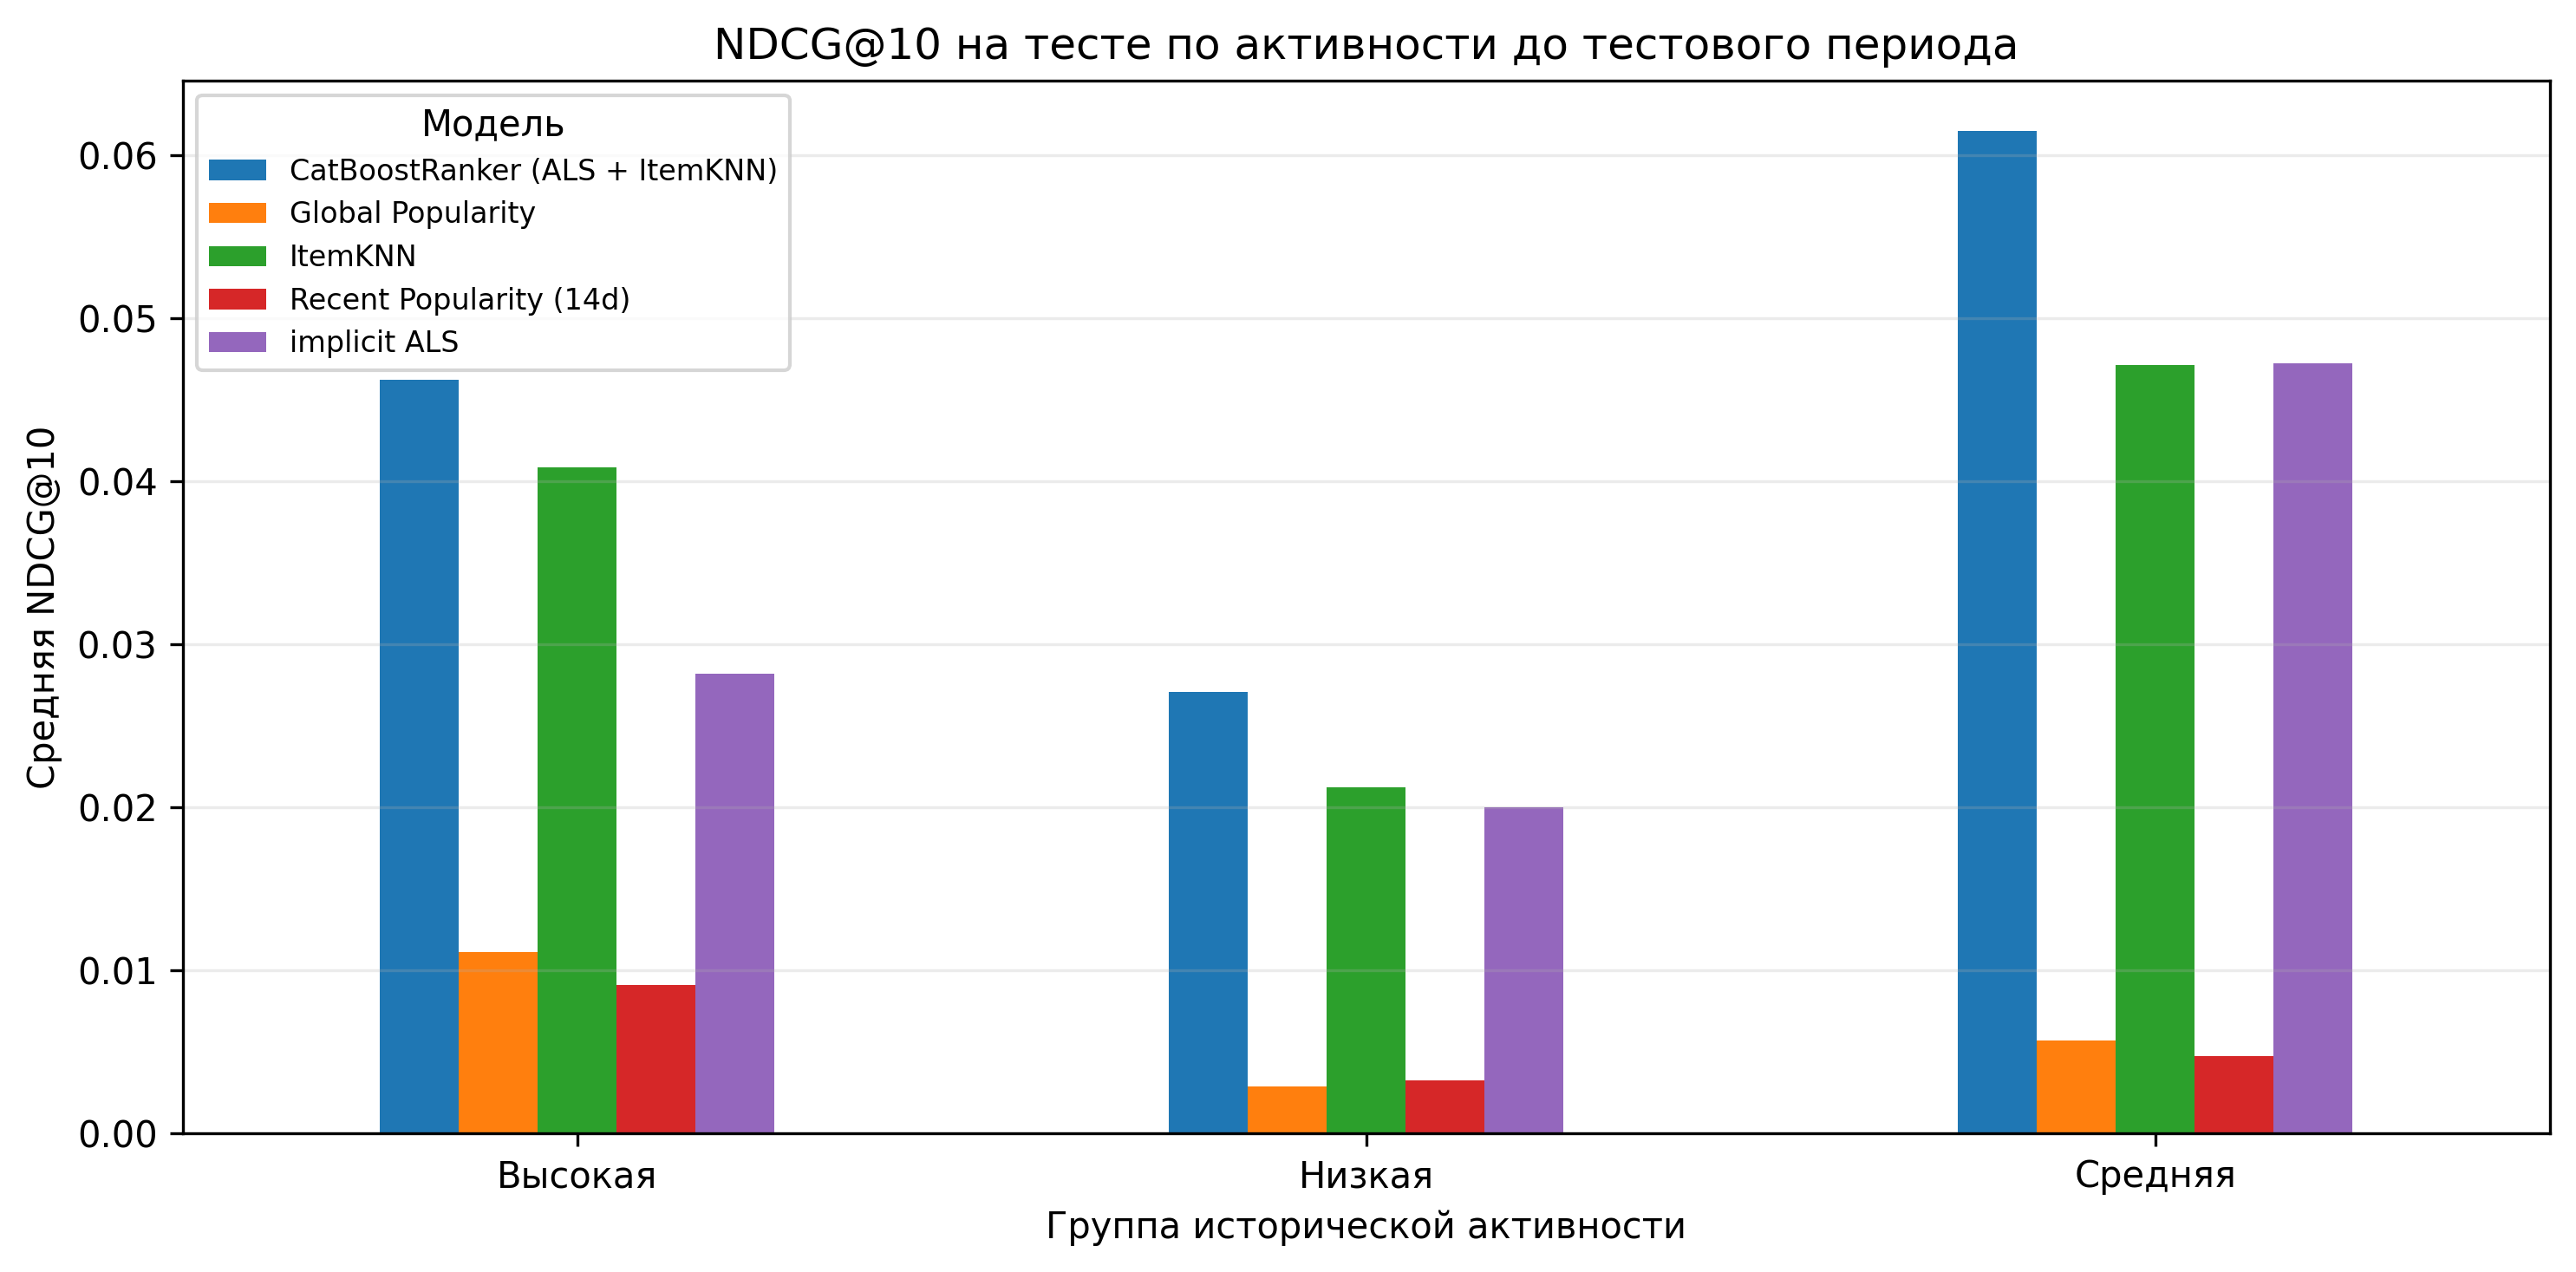 NDCG@10 на тесте по активности до тестового периода
Модель
CatBoostRanker (ALS + ItemKNN)
Global Popularity
ItemKNN
Recent Popularity (14d)
implicit ALS
Средняя NDCG@10
0.06
0.05
0.04
0.03
0.02
0.01
0.00
Высокая
Низкая
Средняя
Группа исторической активности